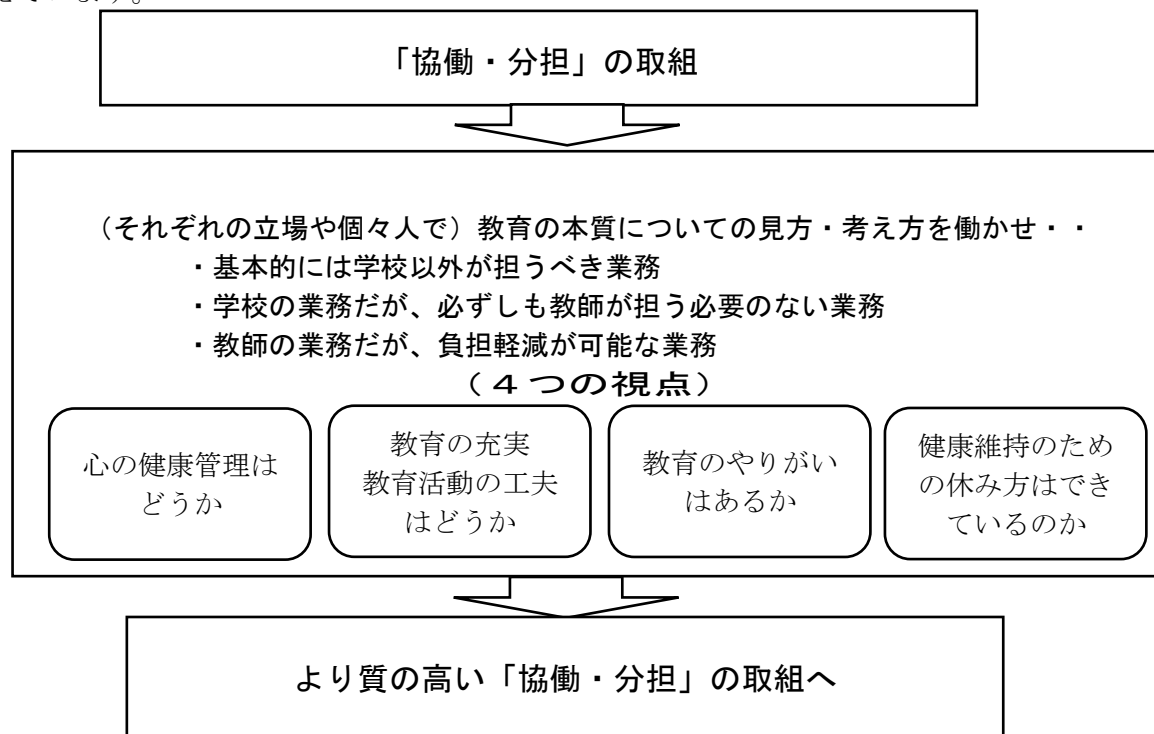 「協働・分担」の取組
（それぞれの立場や個々人で）教育の本質についての見方・考え方を働かせ・・
・基本的には学校以外が担うべき業務
・学校の業務だが、必ずしも教師が担う必要のない業務
・教師の業務だが、負担軽減が可能な業務
（４つの視点）
心の健康管理は
どうか
教育の充実
教育活動の工夫
はどうか
教育のやりがい
はあるか
健康維持のため
の休み方はでき
ているのか
より質の高い「協働・分担」の取組へ